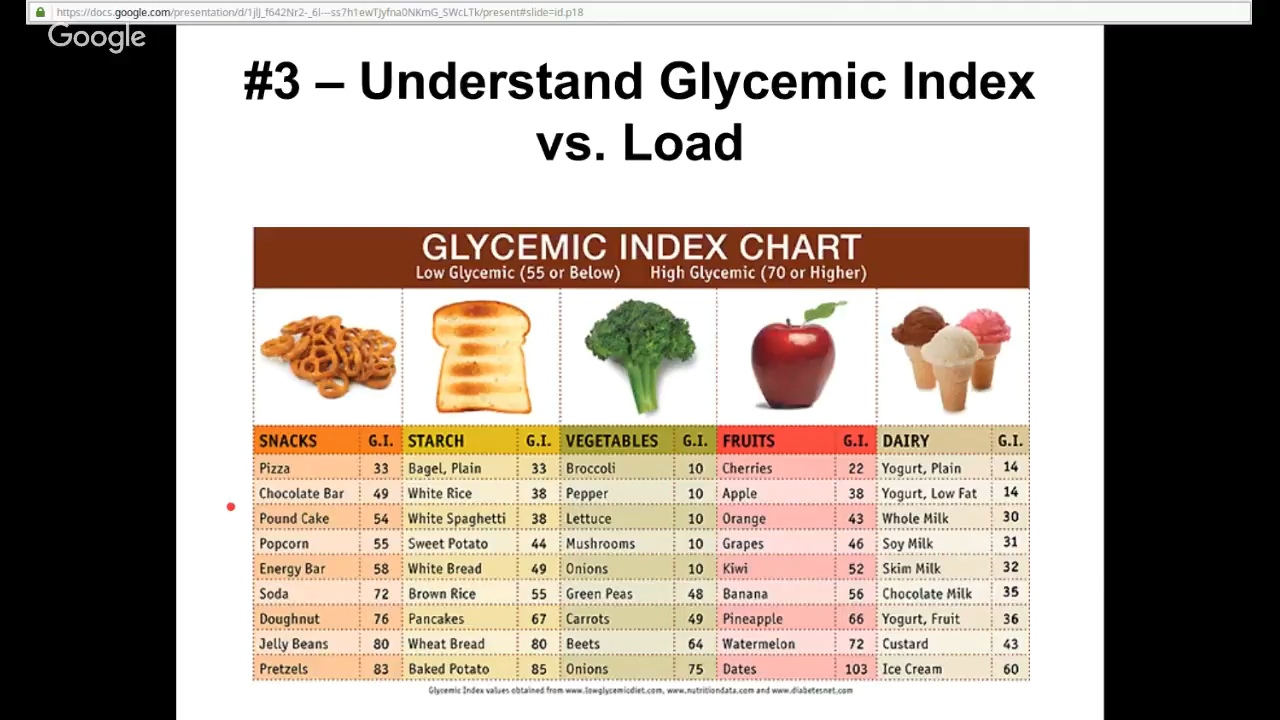 https://docs.google.com/presentation/d/1jlJ_f642Nr2-_6l---ss7h1ewTJyfna0NKmG_SWcLTk/present#slide=id.p18
Google
#3 – Understand Glycemic Index
vs. Load
GLYCEMIC INDEX CHART
Low Glycemic (55 or Below) High Glycemic (70 or Higher)
SNACKS G.I. STARCH G.I. VEGETABLES G.I. FRUITS G.I. DAIRY G.I.
Pizza 33 Bagel, Plain 33 Broccoli 10 Cherries 22 Yogurt, Plain 14
Chocolate Bar 49 White Rice 38 Pepper 10 Apple 38 Yogurt, Low Fat 14
Pound Cake 54 White Spaghetti 38 Lettuce 10 Orange 43 Whole Milk 30
Popcorn 55 Sweet Potato 44 Mushrooms 10 Grapes 46 Soy Milk 31
Energy Bar 58 White Bread 49 Onions 10 Kiwi 52 Skim Milk 32
Soda 72 Brown Rice 55 Green Peas 48 Banana 56 Chocolate Milk 35
Doughnut 76 Pancakes 67 Carrots 49 Pineapple 66 Yogurt, Fruit 36
Jelly Beans 80 Wheat Bread 80 Beets 64 Watermelon 72 Custard 43
Pretzels 83 Baked Potato 85 Onions 75 Dates 103 Ice Cream 60
Glycemic Index values obtained from www.lowglycemicdiet.com, www.nutritiondata.com and www.diabetesnet.com